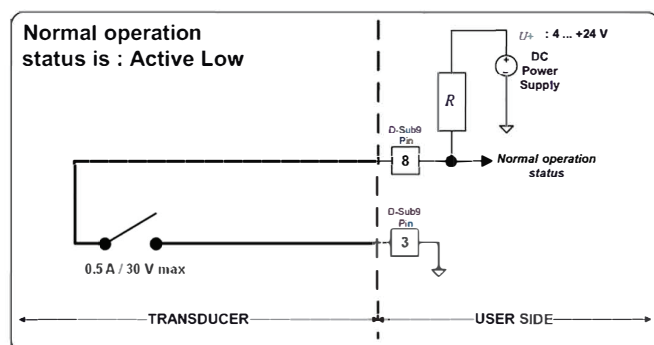 Normal operation
status is : Active Low
U+ : 4 ... +24 V
DC
Power
Supply
R
D-Sub9
Pin
8
Normal operation
status
D-Sub9
Pin
3
0.5 A / 30 V max
TRANSDUCER
USER SIDE